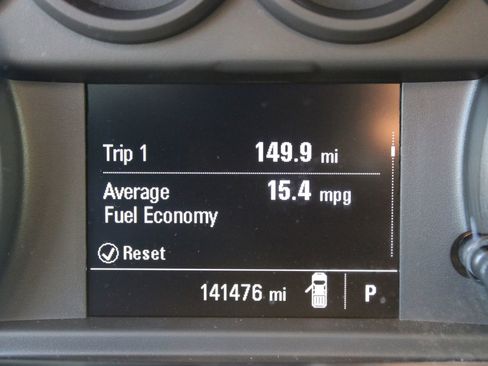 Trip 1 149.9 mi
Average 15.4 mpg
Fuel Economy
Reset
141476 mi P